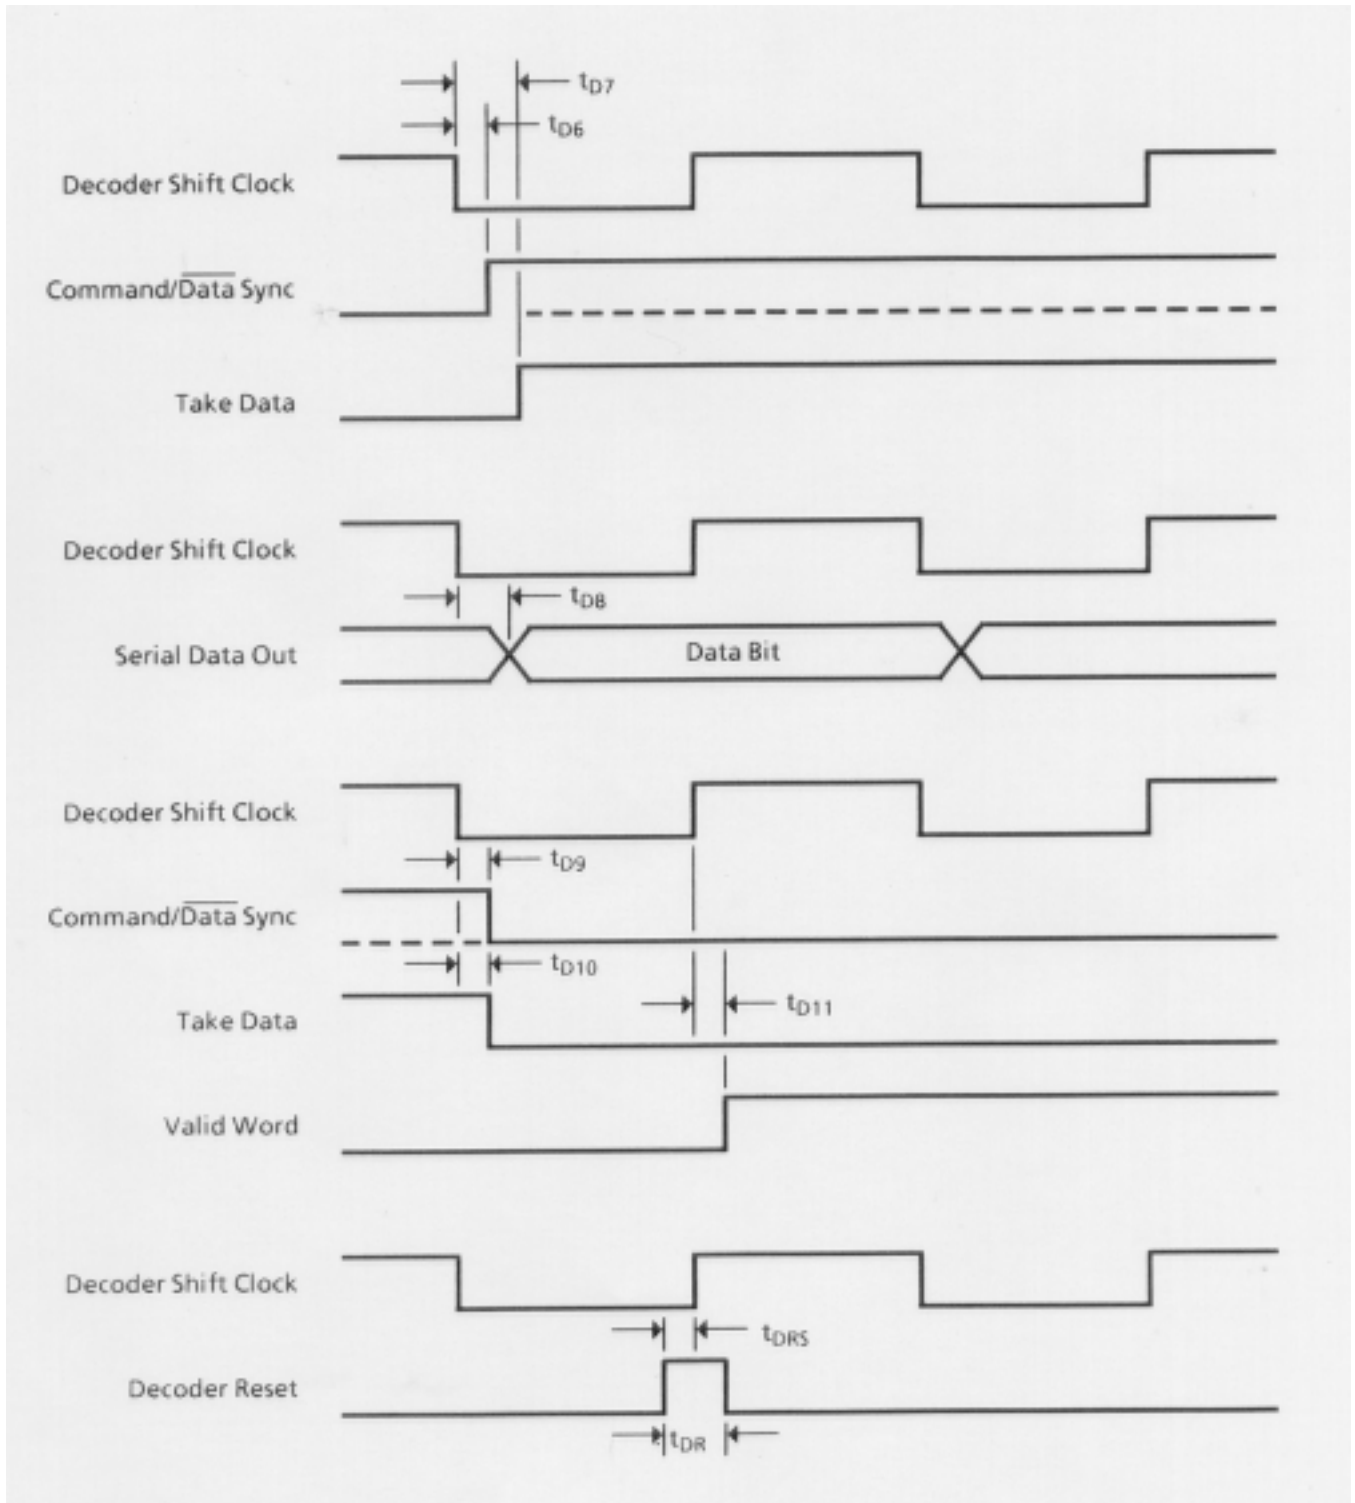 tD7
tD6
Decoder Shift Clock
Command/Data Sync
Take Data
Decoder Shift Clock
tD8
Serial Data Out
Data Bit
Decoder Shift Clock
tD9
Command/Data Sync
tD10
Take Data
tD11
Valid Word
Decoder Shift Clock
tDRS
Decoder Reset
tDR